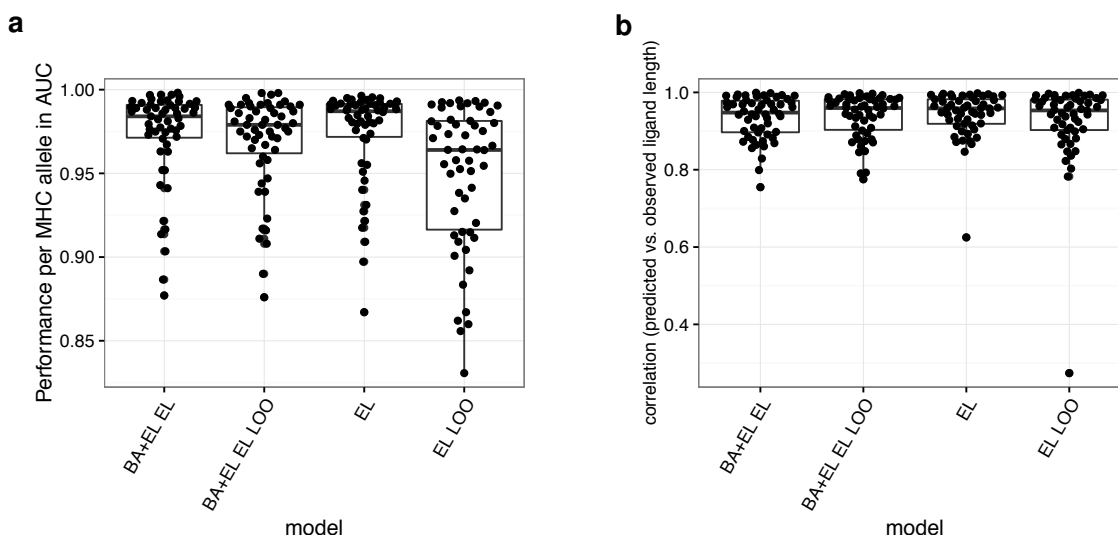 a
Performance per MHC allele in AUC
1.00
0.95
0.90
0.85
BA+EL EL
BA+EL EL LOO
EL
EL LOO
model
b
correlation (predicted vs. observed ligand length)
1.0
0.8
0.6
0.4
BA+EL EL
BA+EL EL LOO
EL
EL LOO
model